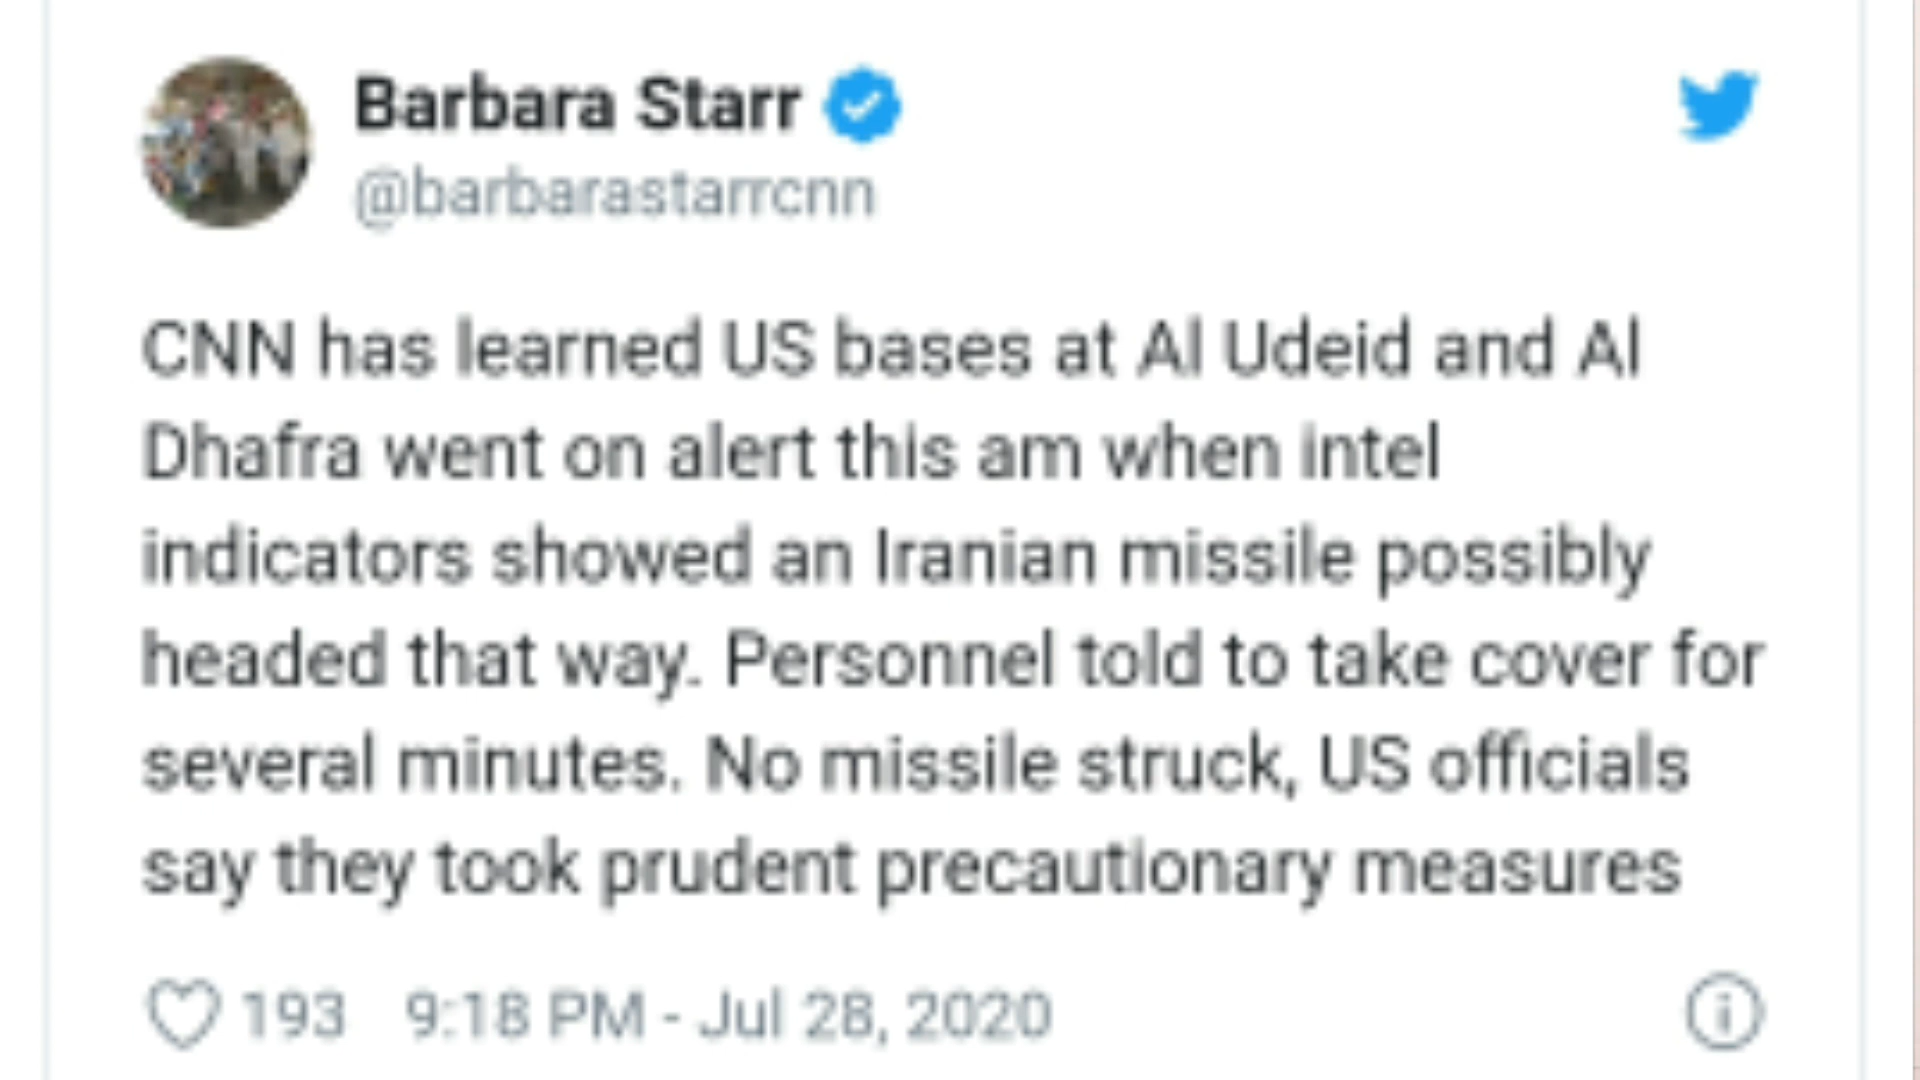 Barbara Starr
@barbarastarrcnn
CNN has learned US bases at Al Udeid and Al
Dhafra went on alert this am when intel
indicators showed an Iranian missile possibly
headed that way. Personnel told to take cover for
several minutes. No missile struck, US officials
say they took prudent precautionary measures
193 9:18 PM - Jul 28, 2020